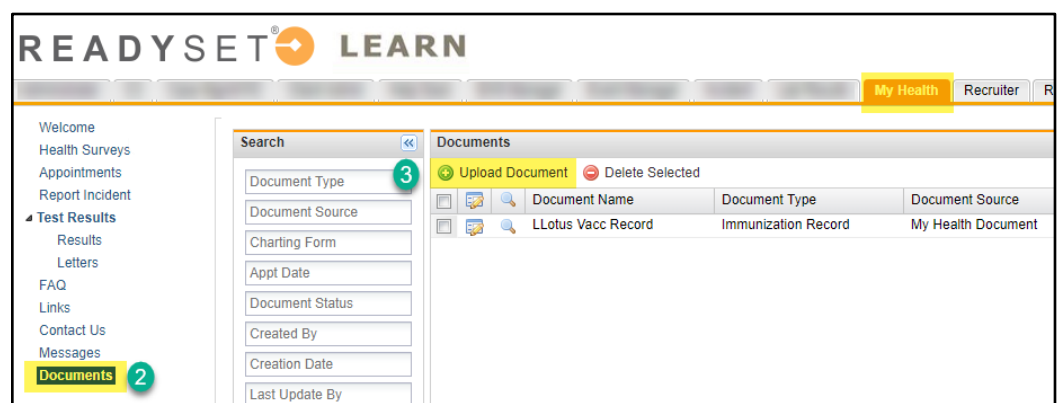 READYSET® LEARN
My Health Recruiter R
Welcome
Health Surveys
Appointments
Report Incident
Test Results
Results
Letters
FAQ
Links
Contact Us
Messages
Documents 2
Search
3
Document Type
Document Source
Charting Form
Appt Date
Document Status
Created By
Creation Date
Last Update By
Documents
Upload Document Delete Selected
Document Name Document Type Document Source
LLotus Vacc Record Immunization Record My Health Document